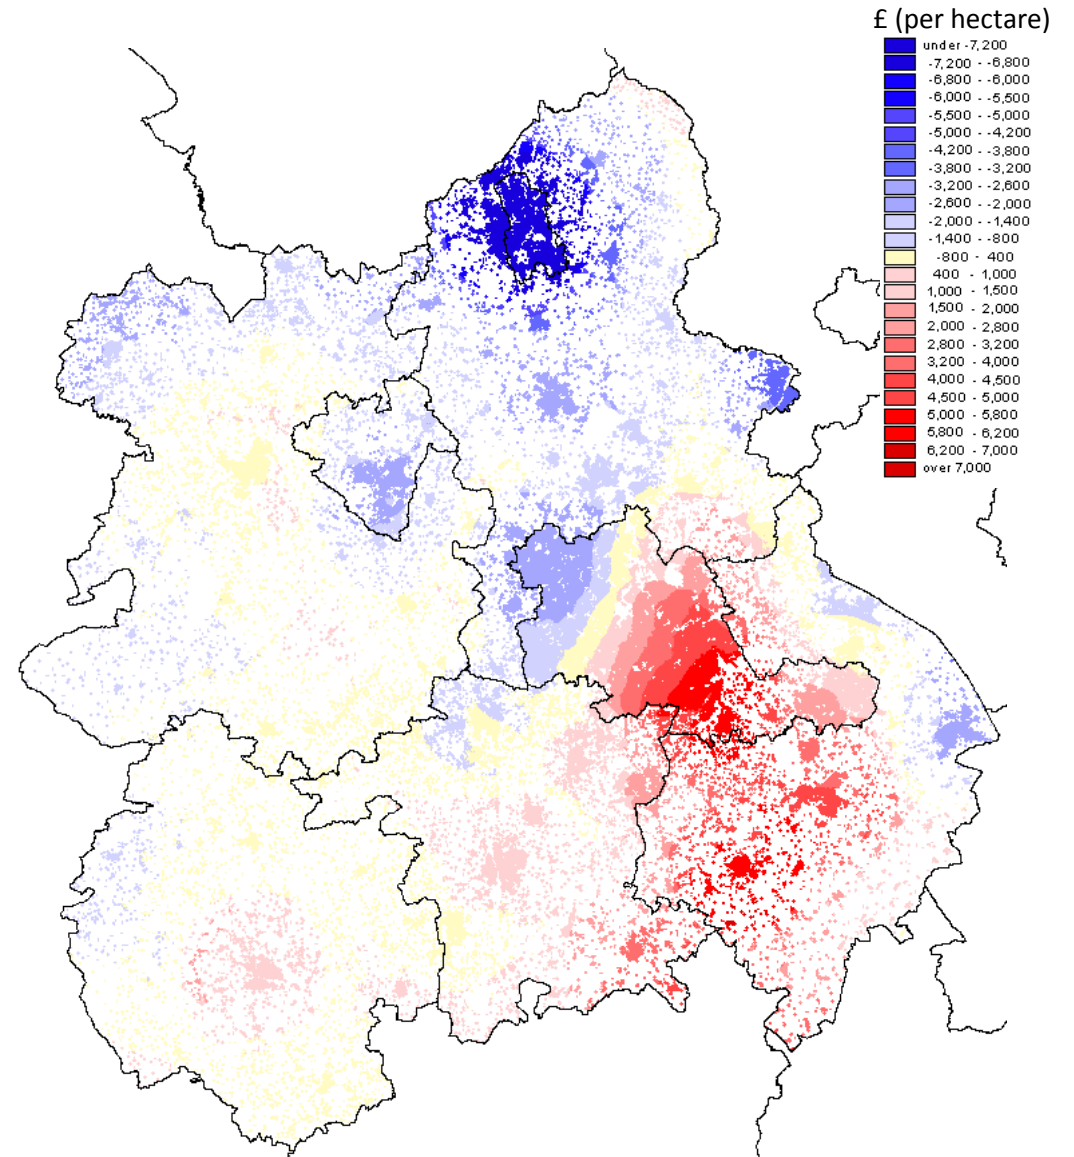 £ (per hectare)
under -7,200
-7,200 - -6,800
-6,800 - -6,000
-6,000 - -5,500
-5,500 - -5,000
-5,000 - -4,200
-4,200 - -3,800
-3,800 - -3,200
-3,200 - -2,600
-2,600 - -2,000
-2,000 - -1,400
-1,400 - -800
-800 - 400
400 - 1,000
1,000 - 1,500
1,500 - 2,000
2,000 - 2,800
2,800 - 3,200
3,200 - 4,000
4,000 - 4,500
4,500 - 5,000
5,000 - 5,800
5,800 - 6,200
6,200 - 7,000
over 7,000